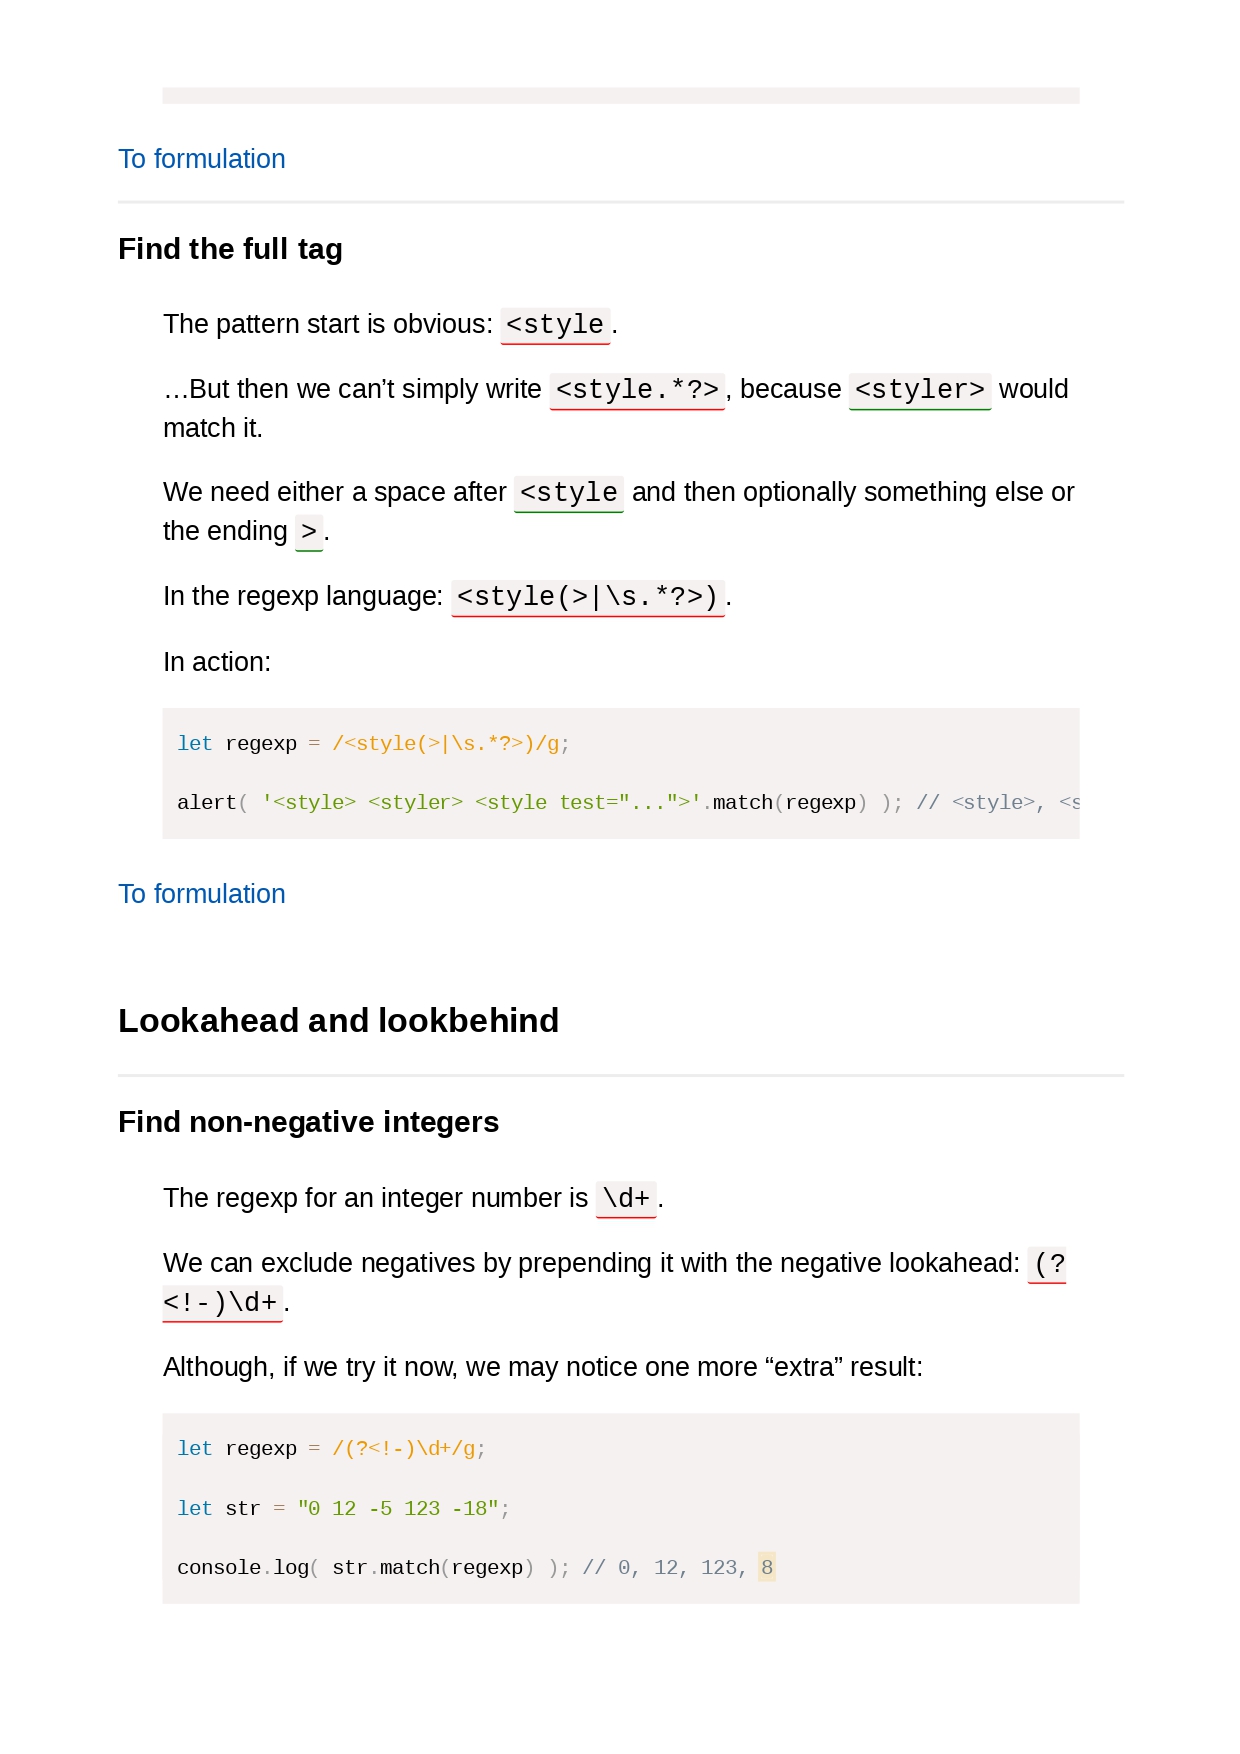 To formulation
Find the full tag
The pattern start is obvious: <style.
…But then we can’t simply write <style.*?>, because <styler> would
match it.
We need either a space after <style and then optionally something else or
the ending >.
In the regexp language: <style(>|\s.*?>).
In action:
let regexp = /<style(>|\s.*?>)/g;
alert( '<style> <styler> <style test="...">'.match(regexp) ); // <style>, <s
To formulation
Lookahead and lookbehind
Find non-negative integers
The regexp for an integer number is \d+.
We can exclude negatives by prepending it with the negative lookahead: (?
<!-)\d+.
Although, if we try it now, we may notice one more “extra” result:
let regexp = /(?<!-)\d+/g;
let str = "0 12 -5 123 -18";
console.log( str.match(regexp) ); // 0, 12, 123, 8